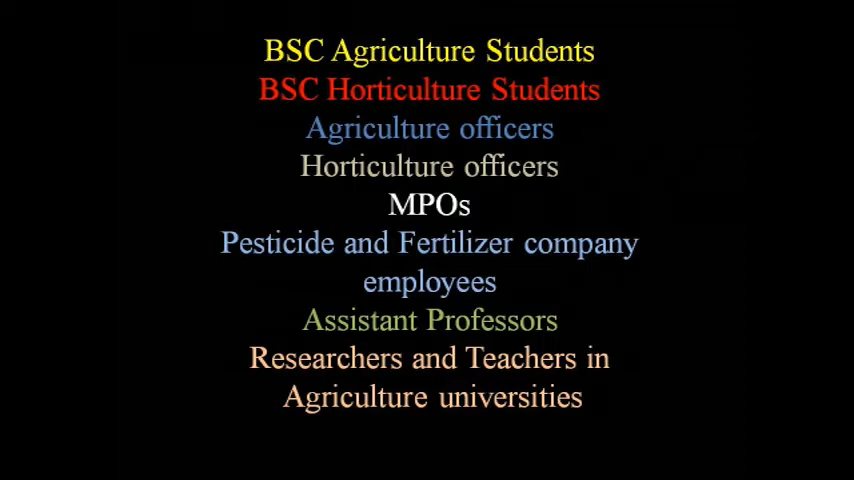 BSC Agriculture Students
BSC Horticulture Students
Agriculture officers
Horticulture officers
MPOs
Pesticide and Fertilizer company
employees
Assistant Professors
Researchers and Teachers in
Agriculture universities